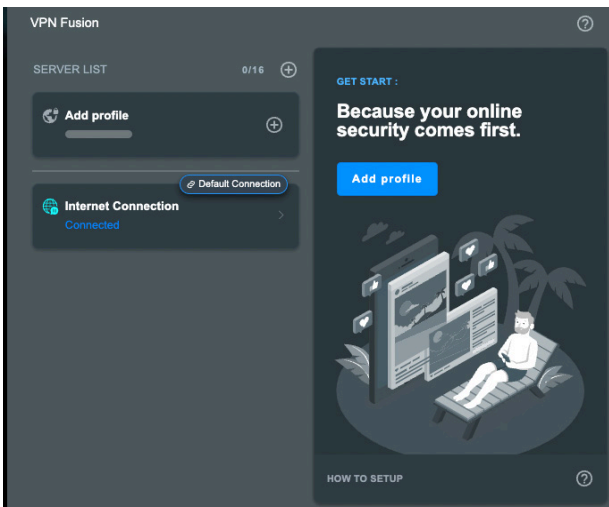 VPN Fusion
SERVER LIST
0/16
Add profile
Default Connection
Internet Connection
Connected
GET START :
Because your online
security comes first.
Add profile
HOW TO SETUP